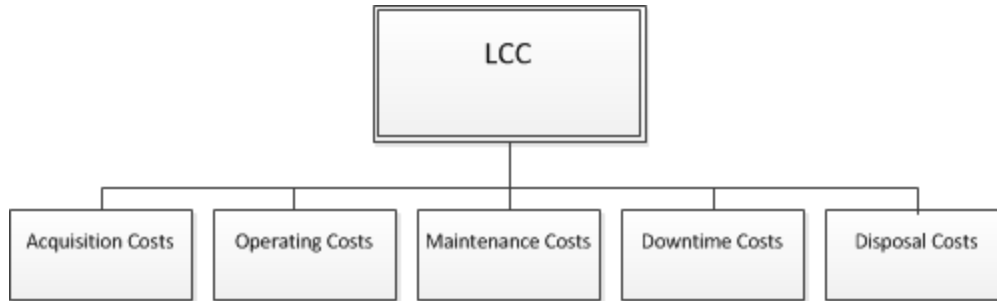 LCC
Acquisition Costs
Operating Costs
Maintenance Costs
Downtime Costs
Disposal Costs